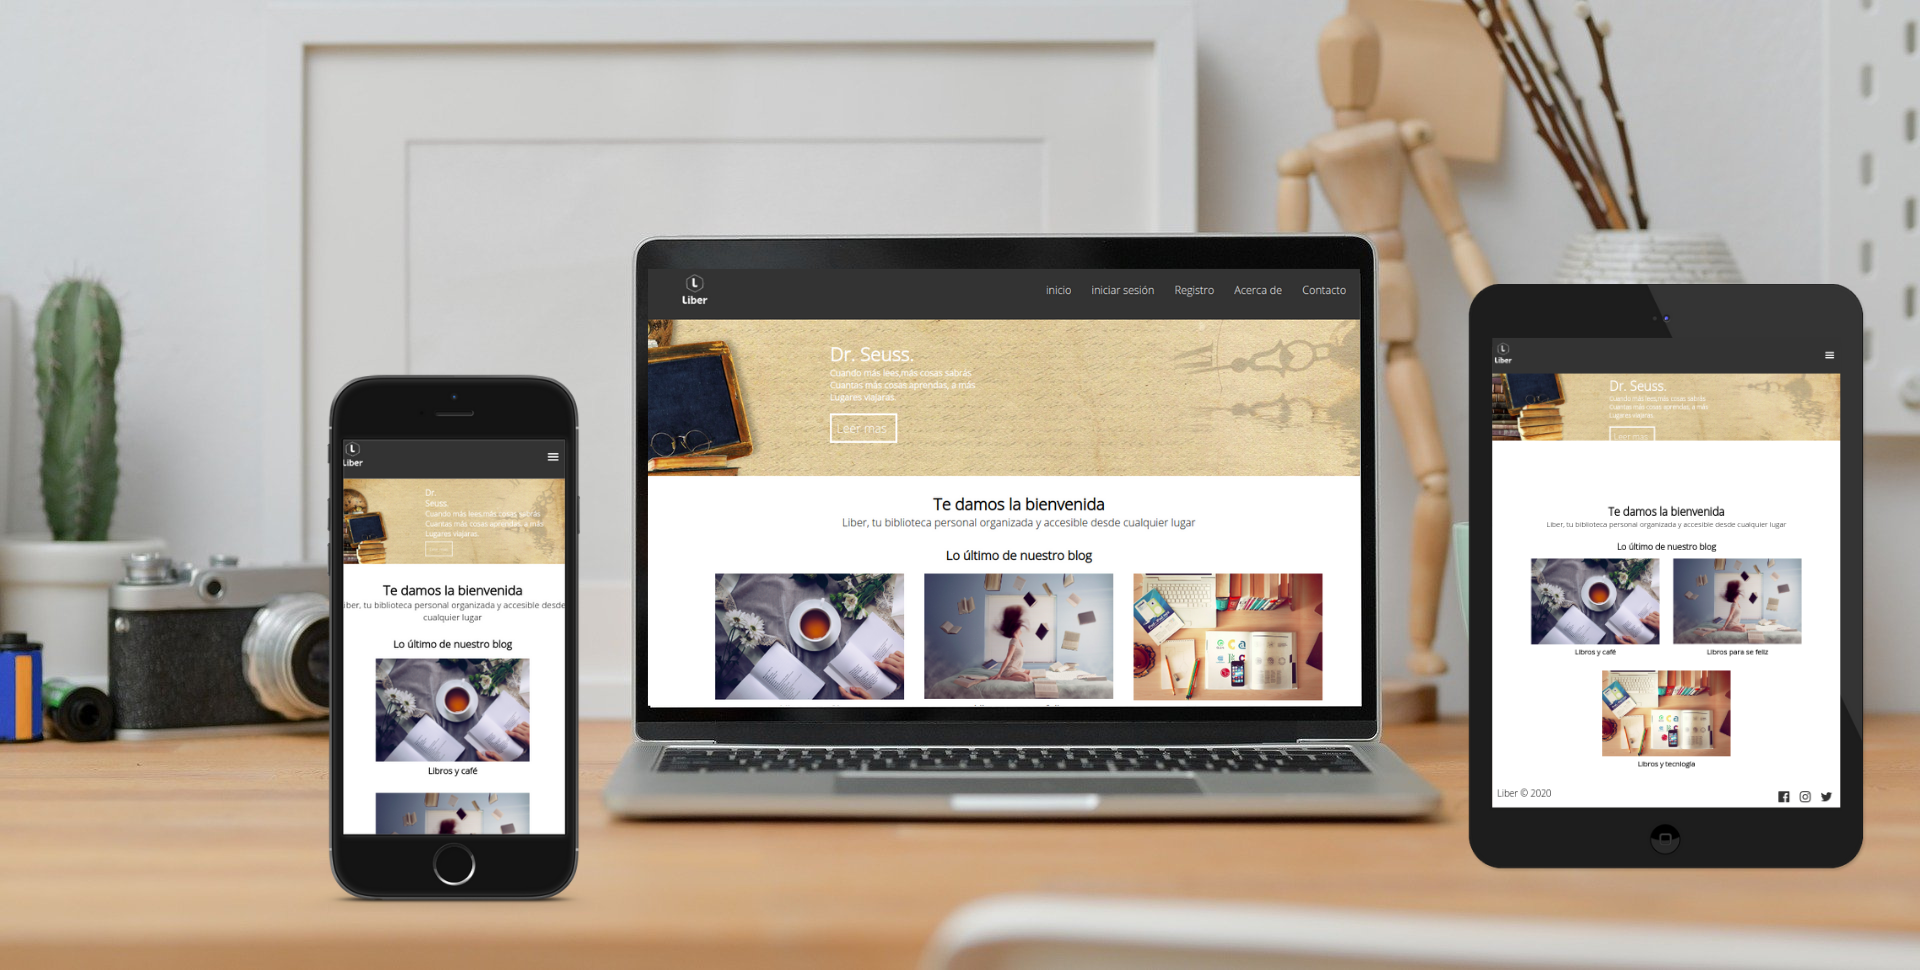 L
Liber
Dr.
Seuss.
Cuando más lees,más cosas sabrás
Cuantas más cosas aprendas, a más
Lugares viajaras.
Te damos la bienvenida
iber, tu biblioteca personal organizada y accesible desde
cualquier lugar
Lo último de nuestro blog
Libros y café
L
Liber
inicio iniciar sesión Registro Acerca de Contacto
Dr. Seuss.
Cuando más lees,más cosas sabrás
Cuantas más cosas aprendas, a más
Lugares viajaras.
Leer mas
Te damos la bienvenida
Liber, tu biblioteca personal organizada y accesible desde cualquier lugar
Lo último de nuestro blog
L
Liber
Dr. Seuss.
Cuando más lees,más cosas sabrás
Cuantas más cosas aprendas, a más
Lugares viajaras.
Leer mas
Te damos la bienvenida
Liber, tu biblioteca personal organizada y accesible desde cualquier lugar
Lo último de nuestro blog
Libros y café
Libros para se feliz
Libros y tecnlogía
Liber © 2020